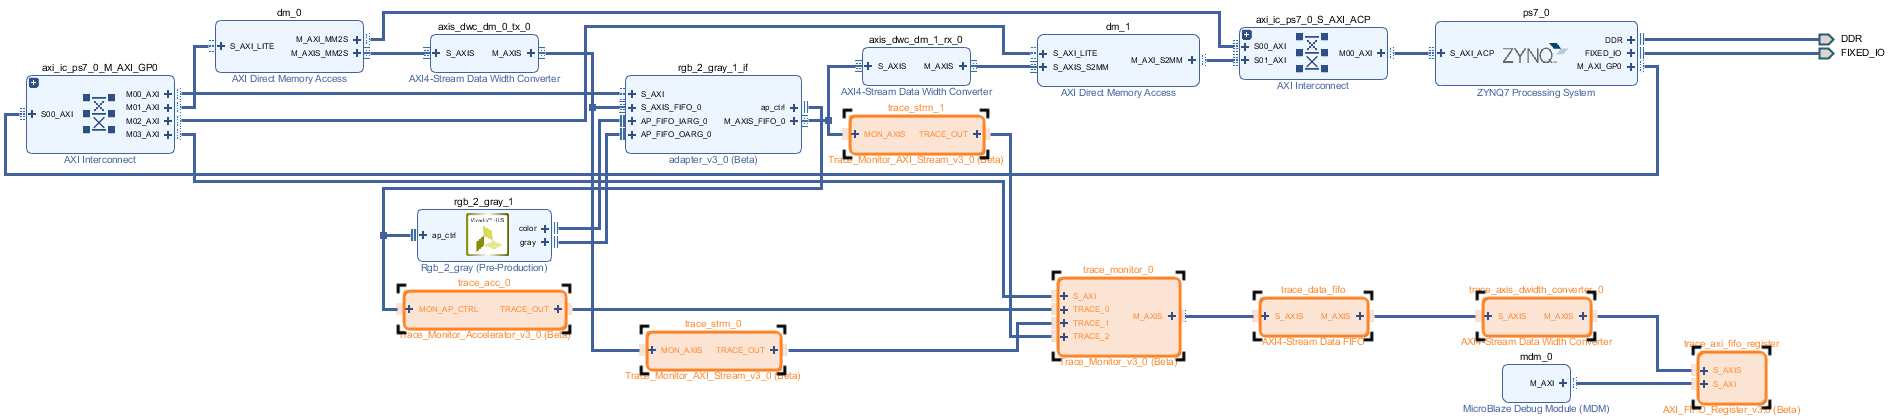 axi_ic_ps7_0_M_AXI_GP0
S00_AXI
M00_AXI
M01_AXI
M02_AXI
M03_AXI
AXI Interconnect
dm_0
S_AXI_LITE
M_AXI_MM2S
M_AXIS_MM2S
AXI Direct Memory Access
axis_dwc_dm_0_tx_0
S_AXIS
M_AXIS
AXI4-Stream Data Width Converter
rgb_2_gray_1_if
S_AXI
S_AXIS_FIFO_0
AP_FIFO_IARG_0
AP_FIFO_OARG_0
ap_ctrl
M_AXIS_FIFO_0
adapter_v3_0 (Beta)
axis_dwc_dm_1_rx_0
S_AXIS
M_AXIS
AXI4-Stream Data Width Converter
trace_strm_1
MON_AXIS
TRACE_OUT
Trace_Monitor_AXI_Stream_v3_0 (Beta)
dm_1
S_AXI_LITE
S_AXIS_S2MM
M_AXI_S2MM
AXI Direct Memory Access
axi_ic_ps7_0_S_AXI_ACP
S00_AXI
S01_AXI
M00_AXI
AXI Interconnect
ps7_0
S_AXI_ACP
ZYNQ
DDR
FIXED_IO
M_AXI_GP0
ZYNQ7 Processing System
DDR
FIXED_IO
rgb_2_gray_1
ap_ctrl
Vivado™ HLS
color
gray
Rgb_2_gray (Pre-Production)
trace_acc_0
MON_AP_CTRL
TRACE_OUT
Trace_Monitor_Accelerator_v3_0 (Beta)
trace_strm_0
MON_AXIS
TRACE_OUT
Trace_Monitor_AXI_Stream_v3_0 (Beta)
trace_monitor_0
S_AXI
TRACE_0
TRACE_1
TRACE_2
M_AXIS
Trace_Monitor_v3_0 (Beta)
trace_data_fifo
S_AXIS
M_AXIS
AXI4-Stream Data FIFO
trace_axis_dwidth_converter_0
S_AXIS
M_AXIS
AXI4-Stream Data Width Converter
mdm_0
M_AXI
MicroBlaze Debug Module (MDM)
trace_axi_fifo_register
S_AXIS
S_AXI
AXI_FIFO_Register_v3_0 (Beta)